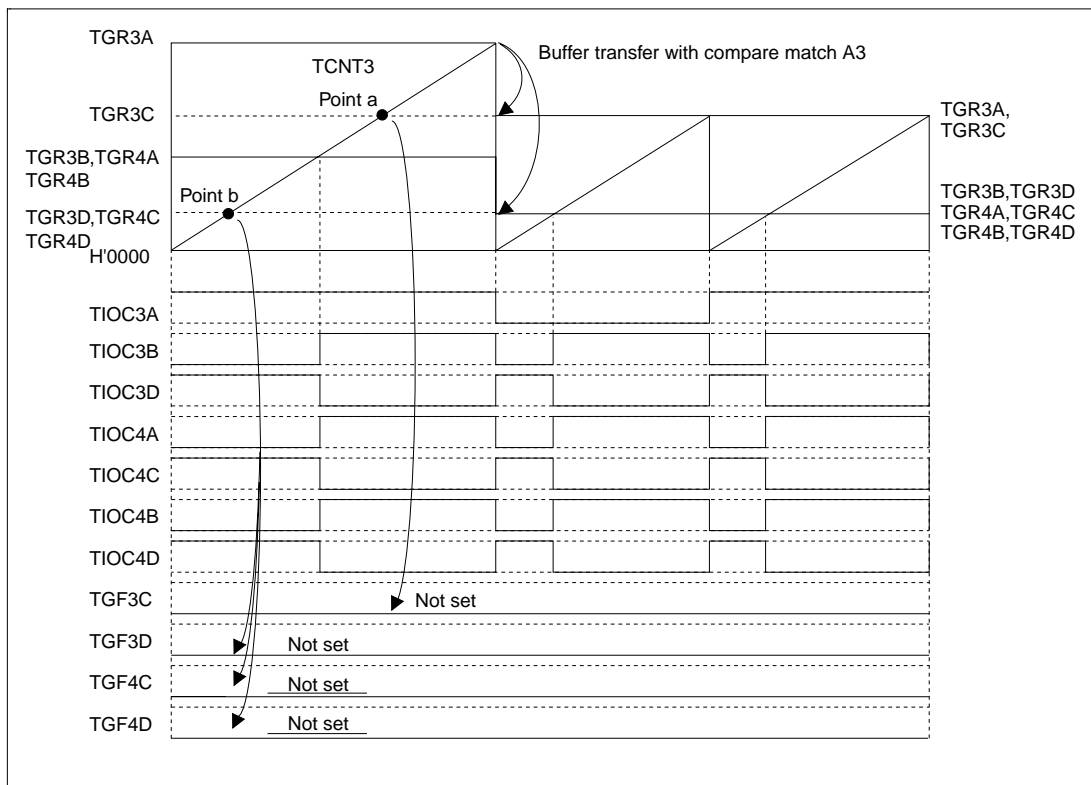 TGR3A
TCNT3
Buffer transfer with compare match A3
Point a
TGR3C
TGR3A,
TGR3C
TGR3B,TGR4A
TGR4B
Point b
TGR3D,TGR4C
TGR4D
H'0000
TGR3B,TGR3D
TGR4A,TGR4C
TGR4B,TGR4D
TIOC3A
TIOC3B
TIOC3D
TIOC4A
TIOC4C
TIOC4B
TIOC4D
TGF3C
Not set
TGF3D
Not set
TGF4C
Not set
TGF4D
Not set